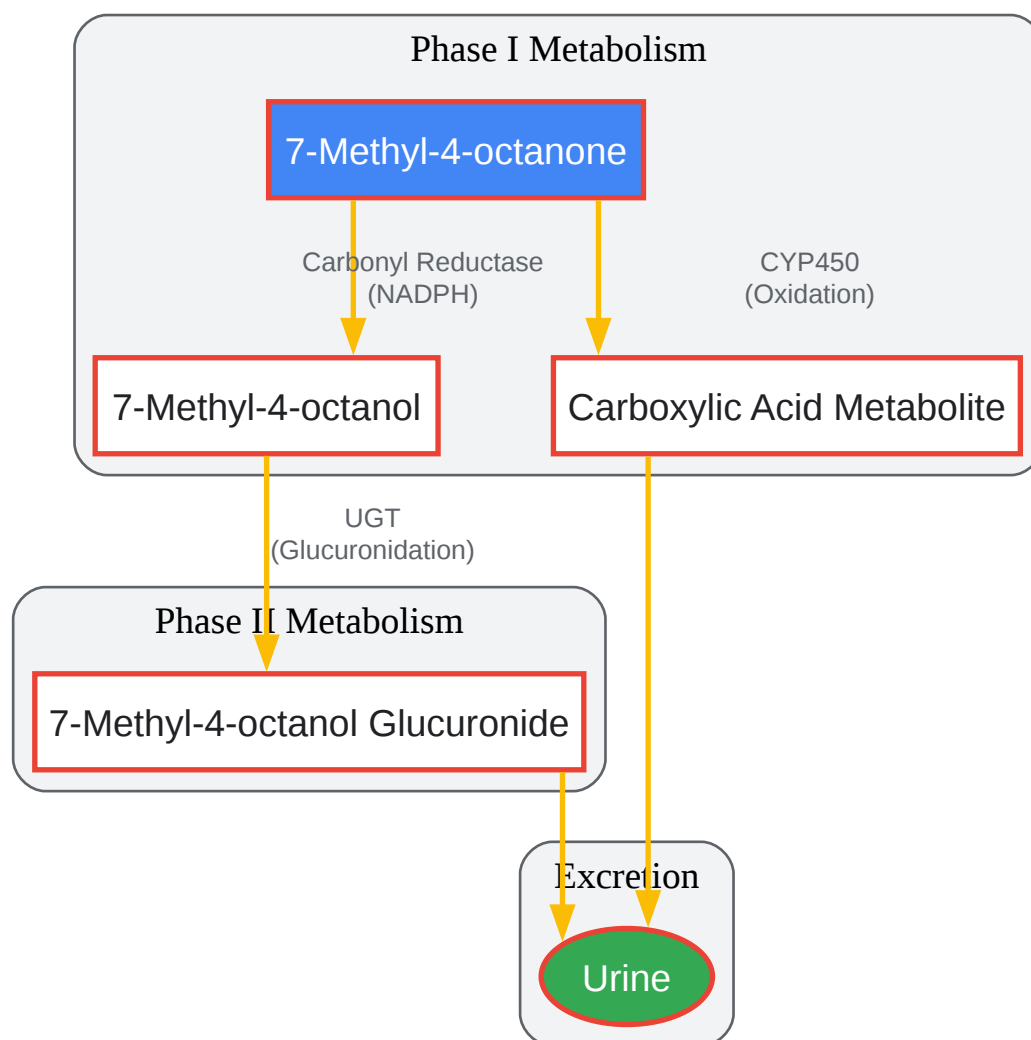 Phase I Metabolism
7-Methyl-4-octanone
Carbonyl Reductase
(NADPH)
CYP450
(Oxidation)
7-Methyl-4-octanol
Carboxylic Acid Metabolite
UGT
(Glucuronidation)
Phase II Metabolism
7-Methyl-4-octanol Glucuronide
Excretion
Urine